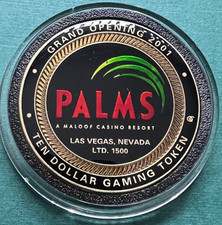 GRAND OPENING 2001
PALMS
A MALOOF CASINO RESORT
LAS VEGAS, NEVADA
LTD. 1500
TEN DOLLAR GAMING TOKEN